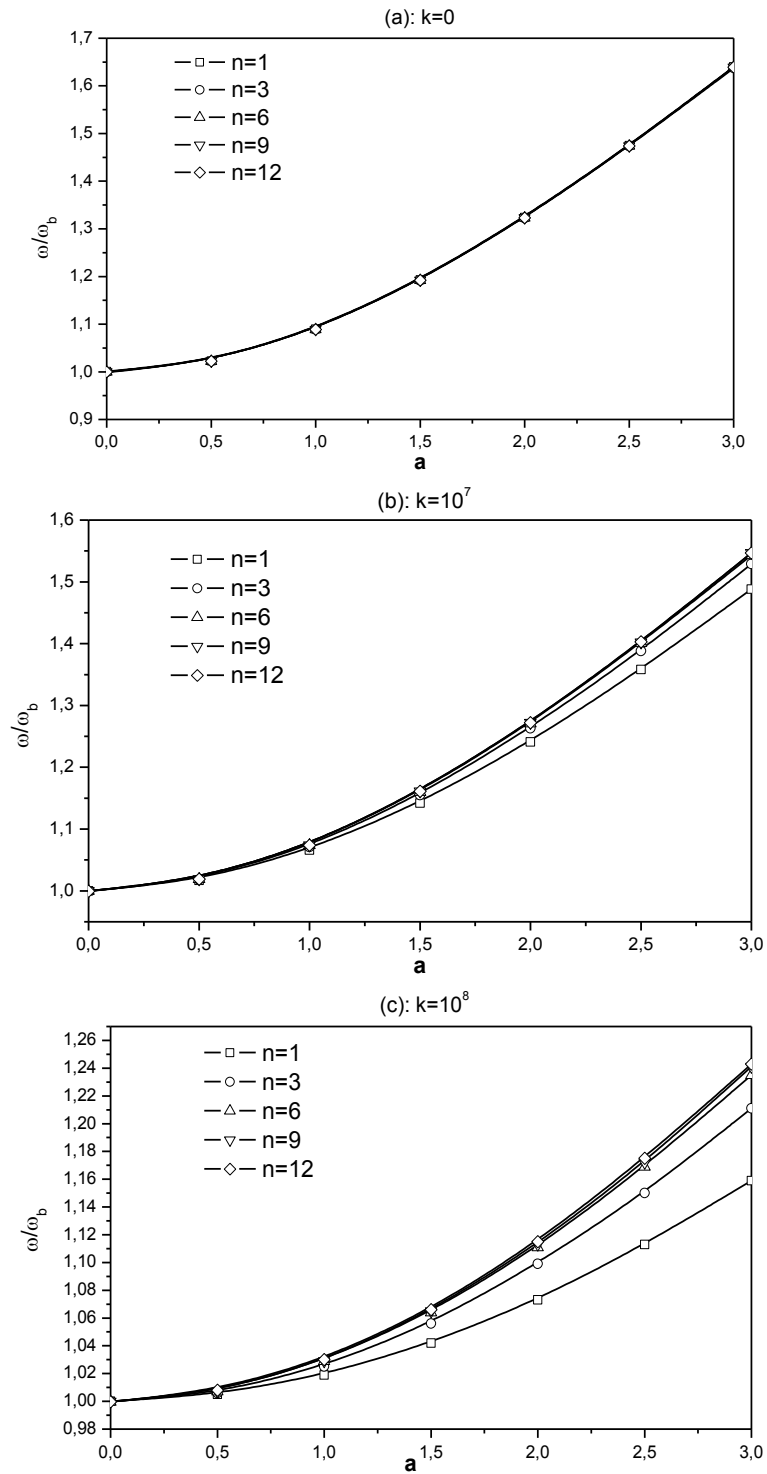 (a): k=0
1,7
1,6
1,5
1,4
1,3
1,2
1,1
1,0
0,9
ω/ω_b
n=1
n=3
n=6
n=9
n=12
0,0 0,5 1,0 1,5 2,0 2,5 3,0
a
(b): k=10⁷
1,6
1,5
1,4
1,3
1,2
1,1
1,0
ω/ω_b
n=1
n=3
n=6
n=9
n=12
0,0 0,5 1,0 1,5 2,0 2,5 3,0
a
(c): k=10⁸
1,26
1,24
1,22
1,20
1,18
1,16
1,14
1,12
1,10
1,08
1,06
1,04
1,02
1,00
0,98
ω/ω_b
n=1
n=3
n=6
n=9
n=12
0,0 0,5 1,0 1,5 2,0 2,5 3,0
a